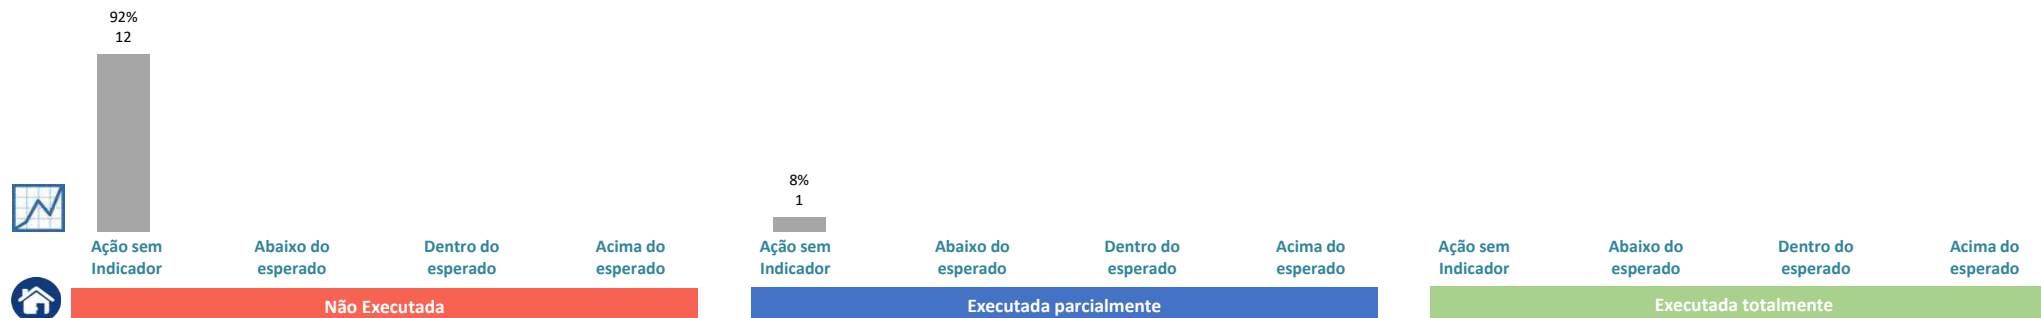 92%
12
8%
1
Ação sem
Indicador
Abaixo do
esperado
Dentro do
esperado
Acima do
esperado
Ação sem
Indicador
Abaixo do
esperado
Dentro do
esperado
Acima do
esperado
Ação sem
Indicador
Abaixo do
esperado
Dentro do
esperado
Acima do
esperado
Não Executada
Executada parcialmente
Executada totalmente